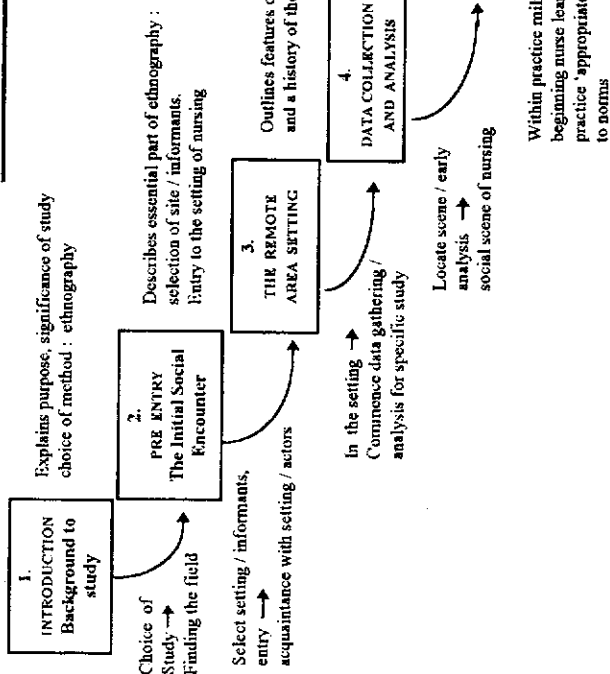 1.
INTRODUCTION
Background to
study
Explains purpose, significance of study
choice of method : ethnography
Choice of
Study →
Finding the field
2.
PRE ENTRY
The Initial Social
Encounter
Describes essential part of ethnography :
selection of site / informants.
Entry to the setting of nursing
Select setting / informants,
entry →
acquaintance with setting / actors
3.
THE REMOTE
AREA SETTING
Outlines features
and a history of the
In the setting →
Commence data gathering /
analysis for specific study
4.
DATA COLLECTION
AND ANALYSIS
Locate scene / early
analysis →
social scene of nursing
Within practice
beginning nurse
practice 'appropriate
to norms